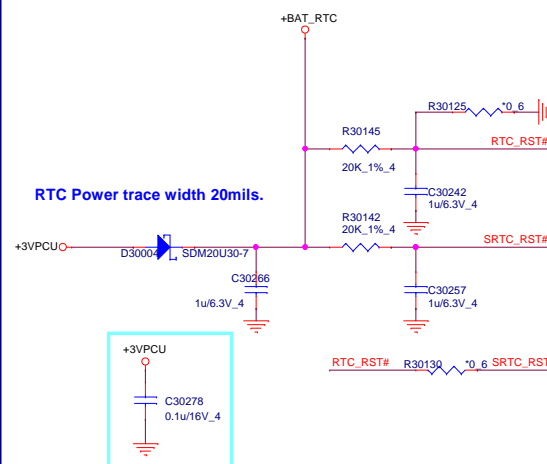 +BAT_RTC
R30125 *0_6
R30145
RTC_RST#
20K_1%_4
C30242
1u/6.3V_4
RTC Power trace width 20mils.
R30142
20K_1%_4
SRTC_RST#
+3VPCU
D30004 SDM20U30-7
C30266
1u/6.3V_4
C30257
1u/6.3V_4
+3VPCU
RTC_RST# R30130 *0_6 SRTC_RST
C30278
0.1u/16V_4